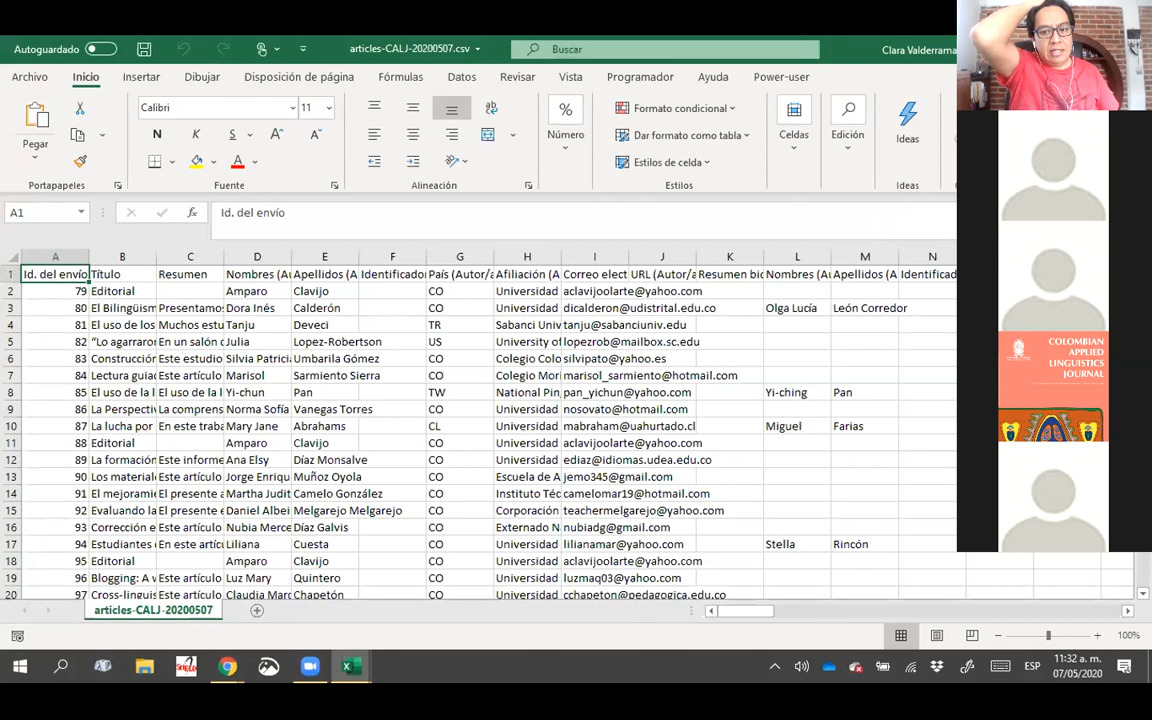 Autoguardado
articles-CALJ-20200507.csv
Buscar
Clara Valderrama
Archivo Inicio Insertar Dibujar Disposición de página Fórmulas Datos Revisar Vista Programador Ayuda Power-user
Pegar
Calibri 11
N K S A A
A
Número
Formato condicional
Dar formato como tabla
Estilos de celda
Celdas
Edición
Ideas
Portapapeles Fuente Alineación Estilos Ideas
A1 fx Id. del envío
A B C D E F G H I J K L M N
1 Id. del envío Título Resumen Nombres (Au Apellidos (A Identificador País (Autor/a Afiliación (A Correo elect URL (Autor/a Resumen bi Nombres (Au Apellidos (A Identificad
2 79 Editorial Amparo Clavijo CO Universidad aclavijoolarte@yahoo.com
3 80 El Bilingüism Presentamos Dora Inés Calderón CO Universidad dicalderon@udistrital.edu.co Olga Lucía León Corredor
4 81 El uso de los Muchos estu Tanju Deveci TR Sabanci Univ tanju@sabanciuniv.edu
5 82 “Lo agarraron En un salón d Julia Lopez-Robertson US University of lopezrob@mailbox.sc.edu
6 83 Construcción Este estudio Silvia Patricia Umbarila Gómez CO Colegio Colo silvipato@yahoo.es
7 84 Lectura guiad Este artículo Marisol Sarmiento Sierra CO Colegio Mori marisol_sarmiento@hotmail.com
8 85 El uso de la l El uso de la l Yi-chun Pan TW National Pin pan_yichun@yahoo.com Yi-ching Pan
9 86 La Perspectiv La comprens Norma Sofía Vanegas Torres CO Universidad nosovato@hotmail.com
10 87 La lucha por En este traba Mary Jane Abrahams CL Universidad mabraham@uahurtado.cl Miguel Farias
11 88 Editorial Amparo Clavijo CO Universidad aclavijoolarte@yahoo.com
12 89 La formación Este informe Ana Elsy Díaz Monsalve CO Universidad ediaz@idiomas.udea.edu.co
13 90 Los material Este artículo Jorge Enriqu Muñoz Oyola CO Escuela de A jemo345@gmail.com
14 91 El mejorami El presente a Martha Judit Camelo González CO Instituto Téc camelomar19@hotmail.com
15 92 Evaluando la El presente e Daniel Albei Melgarejo Melgarejo CO Corporación teachermelgarejo@yahoo.com
16 93 Corrección e Este artículo Nubia Merce Díaz Galvis CO Externado N nubiadg@gmail.com
17 94 Estudiantes En este artíc Liliana Cuesta CO Universidad lilianamar@yahoo.com Stella Rincón
18 95 Editorial Amparo Clavijo CO Universidad aclavijoolarte@yahoo.com
19 96 Blogging: A w Este artículo Luz Mary Quintero CO Universidad luzmaq03@yahoo.com
20 97 Cross-lingui Este artículo Claudia Marc Chapetón CO Universidad cchapeton@pedagogica.edu.co
COLOMBIAN
APPLIED
LINGUISTICS
JOURNAL
articles-CALJ-20200507
100%
ESP
11:32 a. m.
07/05/2020